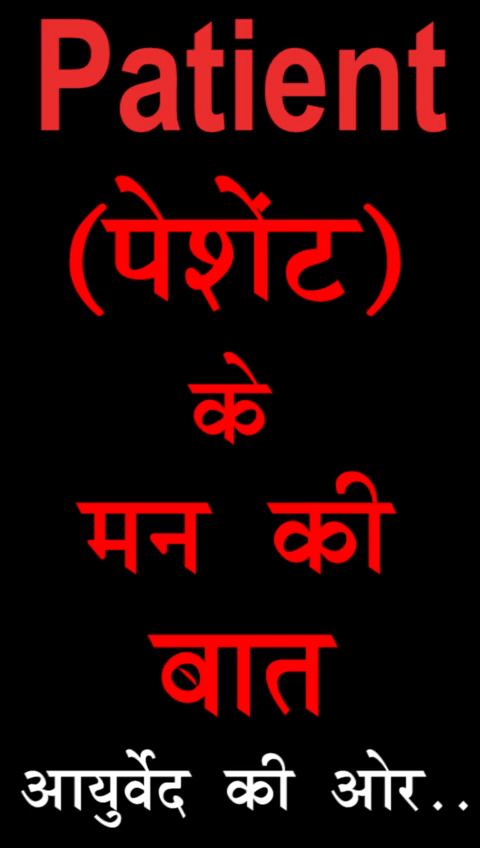 Patient
(पेशेंट)
के
मन की
बात
आयुर्वेद की ओर..